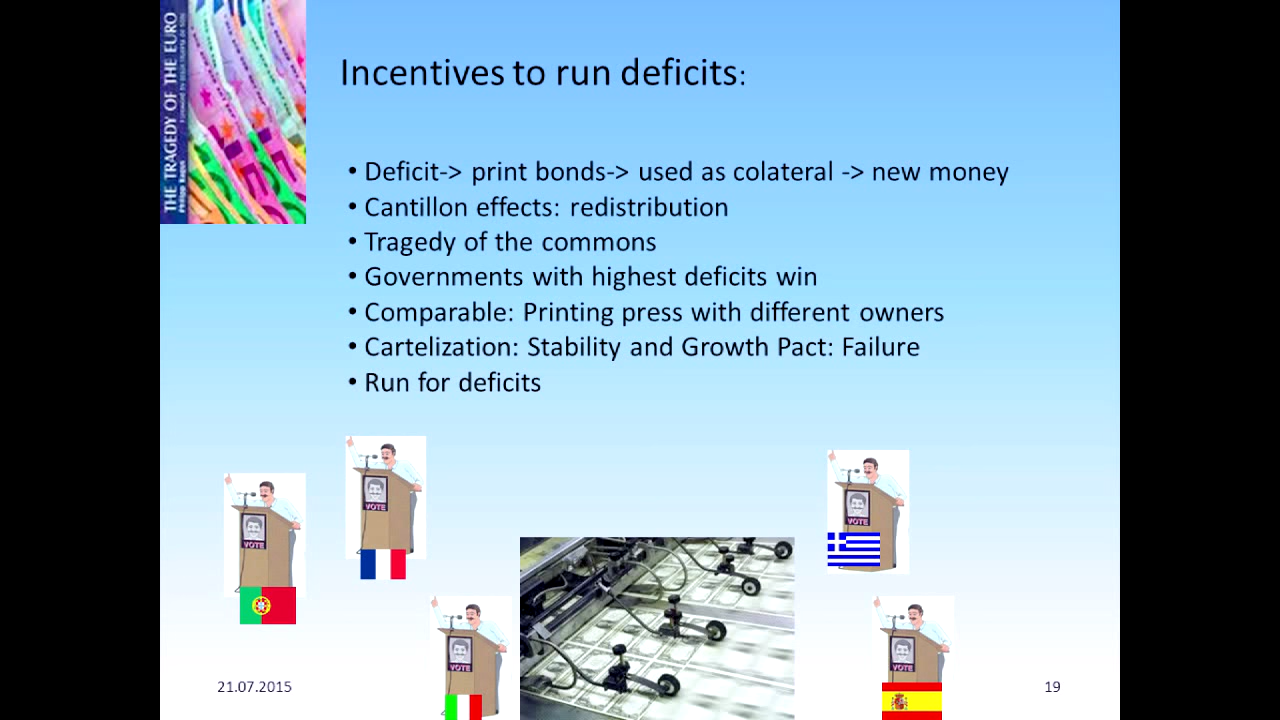 THE TRAGEDY OF THE EURO
Incentives to run deficits:
• Deficit-> print bonds-> used as colateral -> new money
• Cantillon effects: redistribution
• Tragedy of the commons
• Governments with highest deficits win
• Comparable: Printing press with different owners
• Cartelization: Stability and Growth Pact: Failure
• Run for deficits
VOTE
VOTE
VOTE
VOTE
VOTE
21.07.2015
19